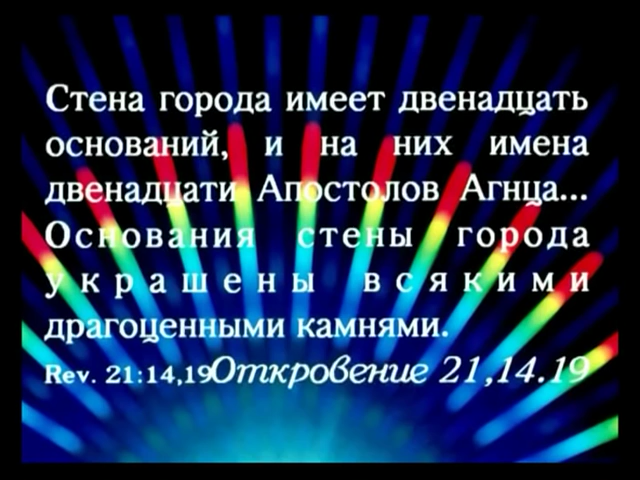 Стена города имеет двенадцать
оснований, и на них имена
двенадцати Апостолов Агнца...
Основания стены города
украшены всякими
драгоценными камнями.
Rev. 21:14,19Откровение 21,14.19